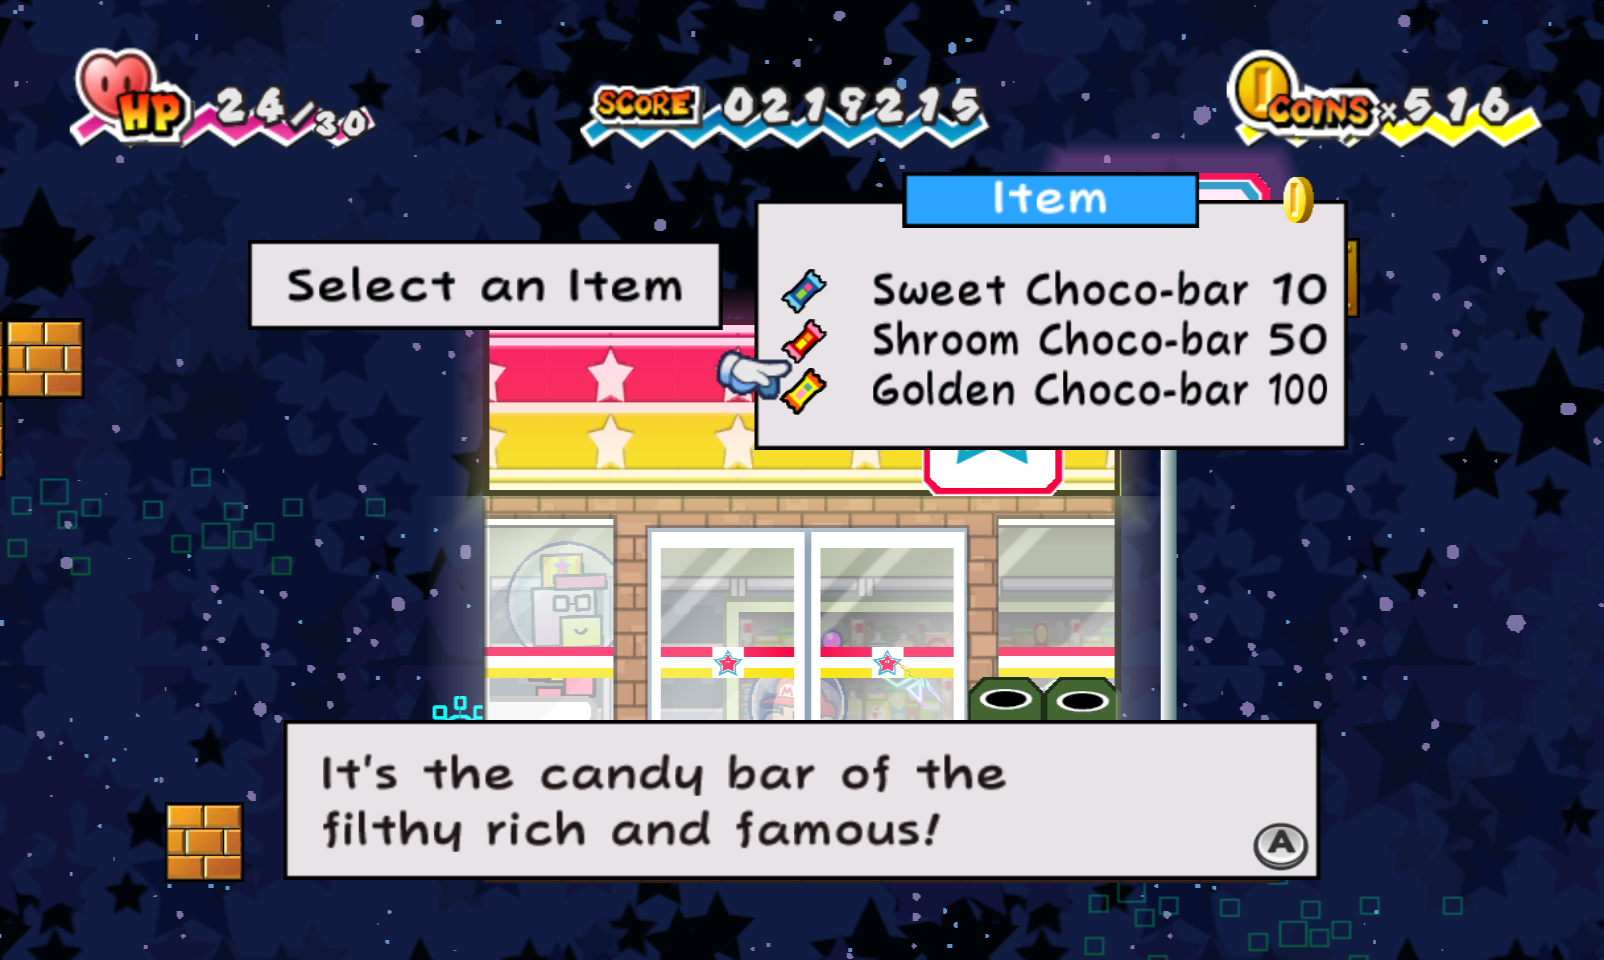 HP 24/30
SCORE 0219215
COINS ×516
Item
Select an Item
Sweet Choco-bar 10
Shroom Choco-bar 50
Golden Choco-bar 100
M
It's the candy bar of the
filthy rich and famous!
A